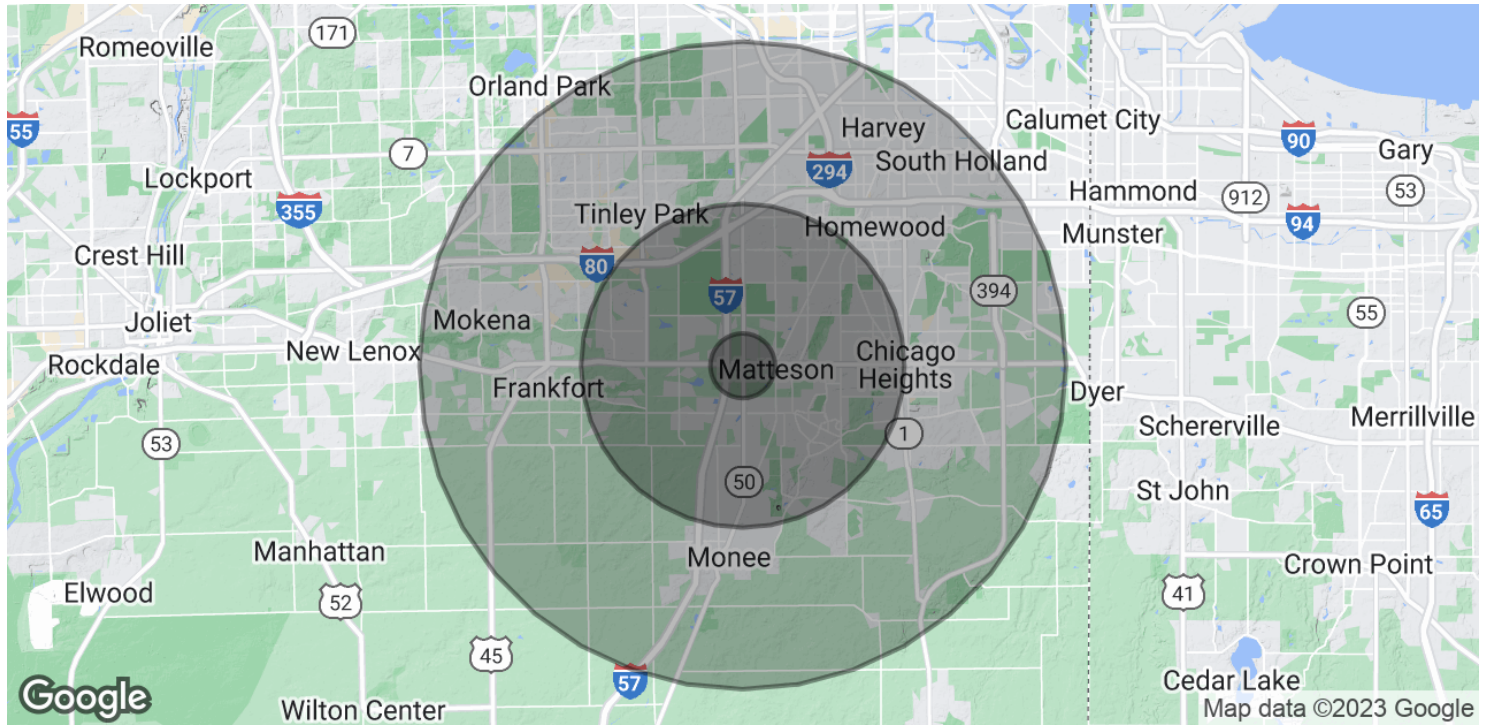 Romeoville
171
Orland Park
55
Harvey
Calumet City
90
7
South Holland
Gary
294
Lockport
Hammond
912
53
355
Tinley Park
Homewood
94
Munster
Crest Hill
80
57
394
55
Joliet
Mokena
Rockdale
New Lenox
Matteson
Chicago
Heights
Frankfort
Dyer
Merrillville
Schererville
53
1
50
St John
65
Manhattan
Monee
Crown Point
Elwood
52
41
45
57
Google
Cedar Lake
Wilton Center
Map data ©2023 Google